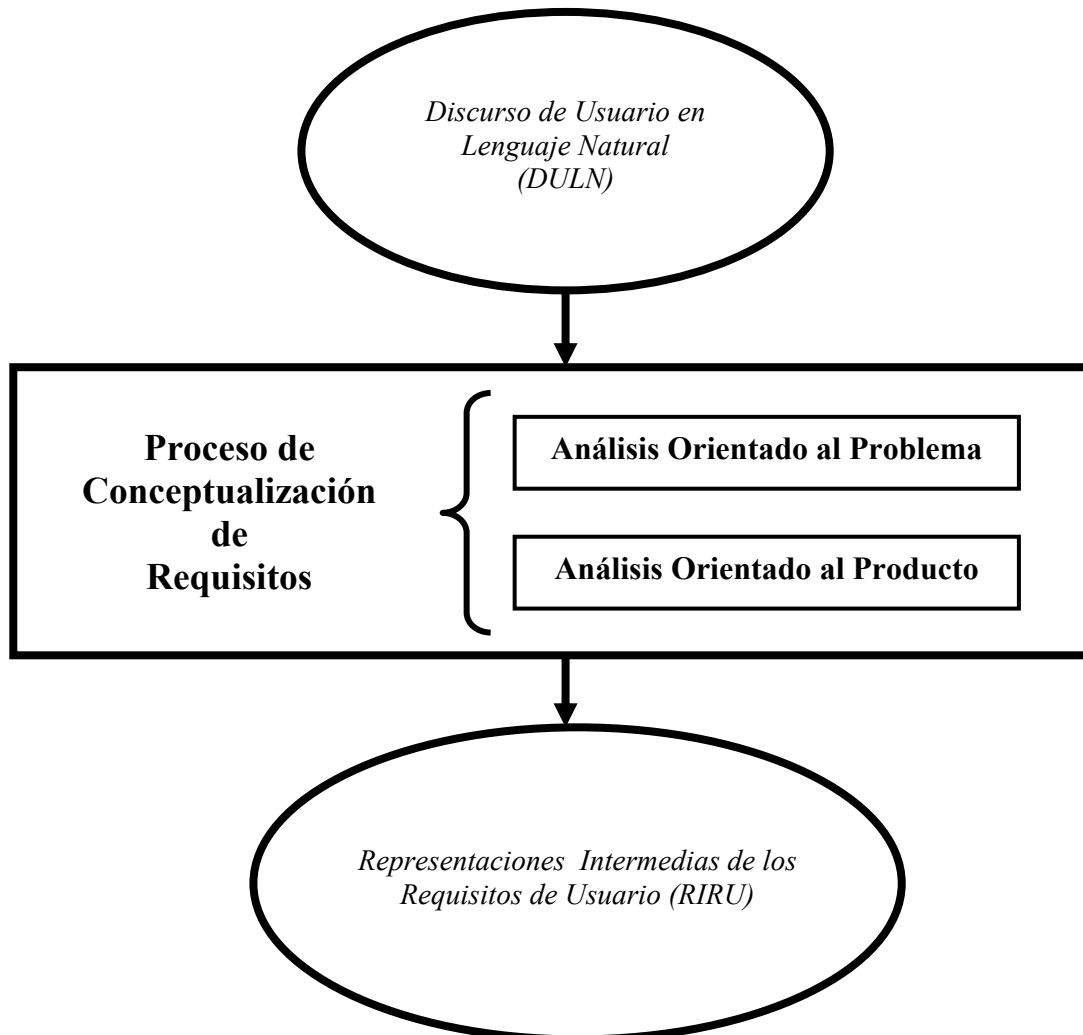 Discurso de Usuario en
Lenguaje Natural
(DULN)
Proceso de
Conceptualización
de
Requisitos
Análisis Orientado al Problema
Análisis Orientado al Producto
Representaciones Intermedias de los
Requisitos de Usuario (RIRU)